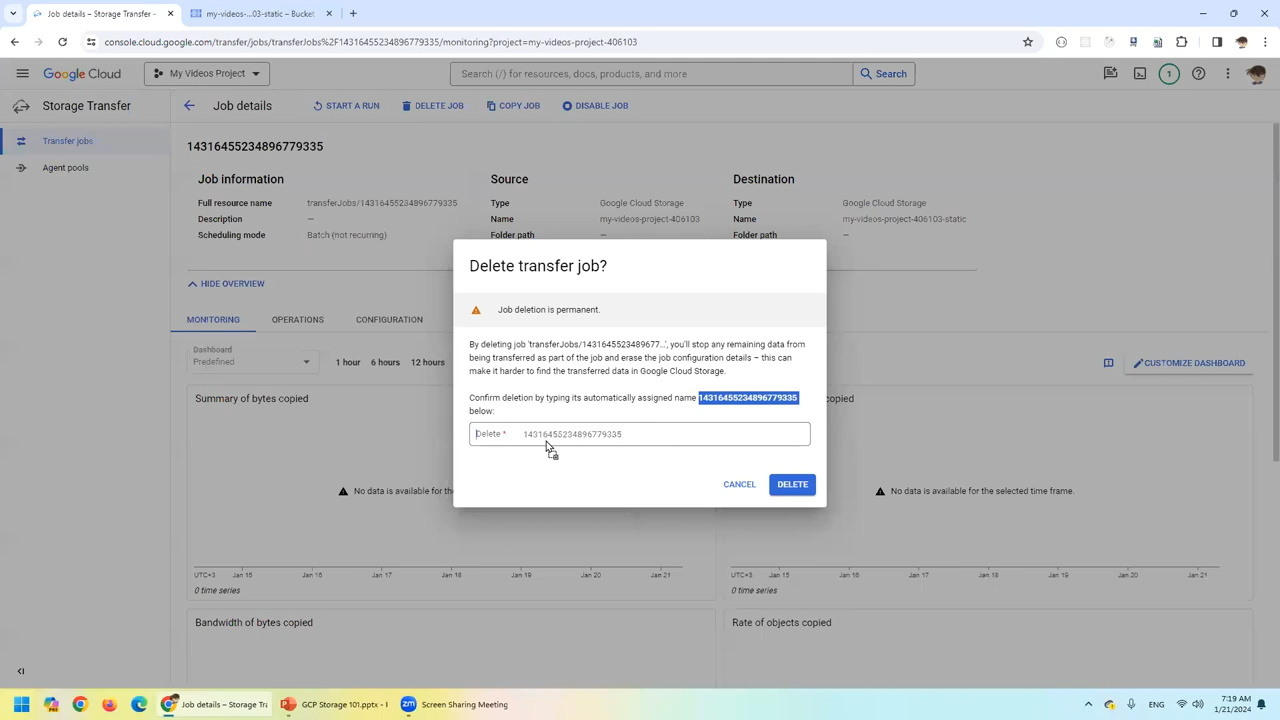 Job details – Storage Transfer -
my-videos-...03-static – Bucket
console.cloud.google.com/transfer/jobs/transferJobs%2F14316455234896779335/monitoring?project=my-videos-project-406103
Google Cloud
My Videos Project
Search (/) for resources, docs, products, and more
Search
1
Storage Transfer
Job details
START A RUN
DELETE JOB
COPY JOB
DISABLE JOB
Transfer jobs
Agent pools
14316455234896779335
Job information
Source
Destination
Full resource name transferJobs/14316455234896779335
Type Google Cloud Storage
Type Google Cloud Storage
Description —
Name my-videos-project-406103
Name my-videos-project-406103-static
Scheduling mode Batch (not recurring)
Folder path —
Folder path —
HIDE OVERVIEW
MONITORING
OPERATIONS
CONFIGURATION
Dashboard
Predefined
1 hour 6 hours 12 hours
CUSTOMIZE DASHBOARD
Delete transfer job?
Job deletion is permanent.
By deleting job 'transferJobs/1431645523489677...', you'll stop any remaining data from
being transferred as part of the job and erase the job configuration details – this can
make it harder to find the transferred data in Google Cloud Storage.
Confirm deletion by typing its automatically assigned name 14316455234896779335
below:
Delete * 14316455234896779335
CANCEL
DELETE
Summary of bytes copied
copied
No data is available for the
No data is available for the selected time frame.
UTC+3 Jan 15 Jan 16 Jan 17 Jan 18 Jan 19 Jan 20 Jan 21
UTC+3 Jan 15 Jan 16 Jan 17 Jan 18 Jan 19 Jan 20 Jan 21
0 time series
0 time series
Bandwidth of bytes copied
Rate of objects copied
Job details – Storage Tra
GCP Storage 101.pptx - I
zm
Screen Sharing Meeting
ENG
7:19 AM
1/21/2024